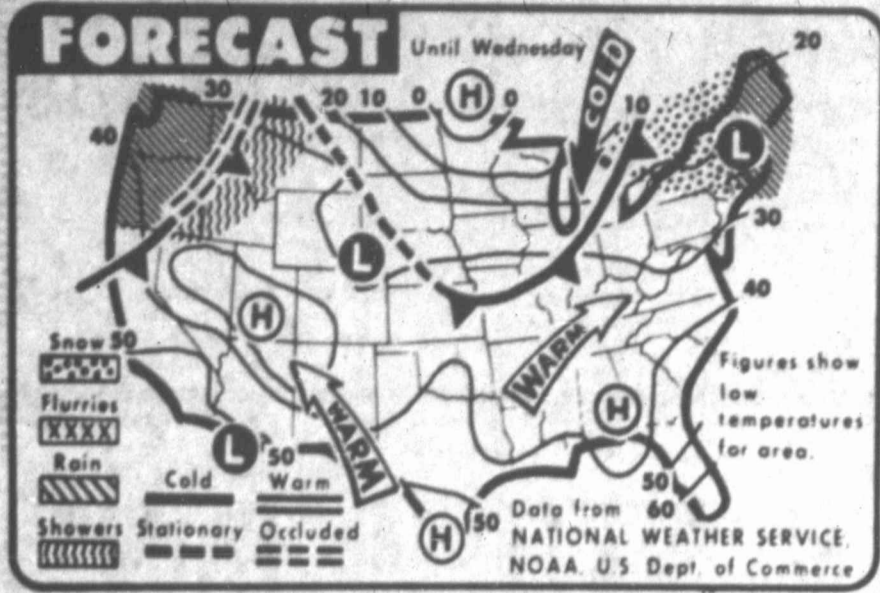 FORECAST
Until Wednesday
COLD
20
30
20 10 0 H 0
10
40
L
30
L
H
40
Snow 50
WARM
Figures show
low
temperatures
for area.
Flurries
XXXX
WARM
H
L
50
Rain
Cold Warm
50
60
Showers Stationary Occluded
H
50
Data from
NATIONAL WEATHER SERVICE,
NOAA, U.S. Dept. of Commerce